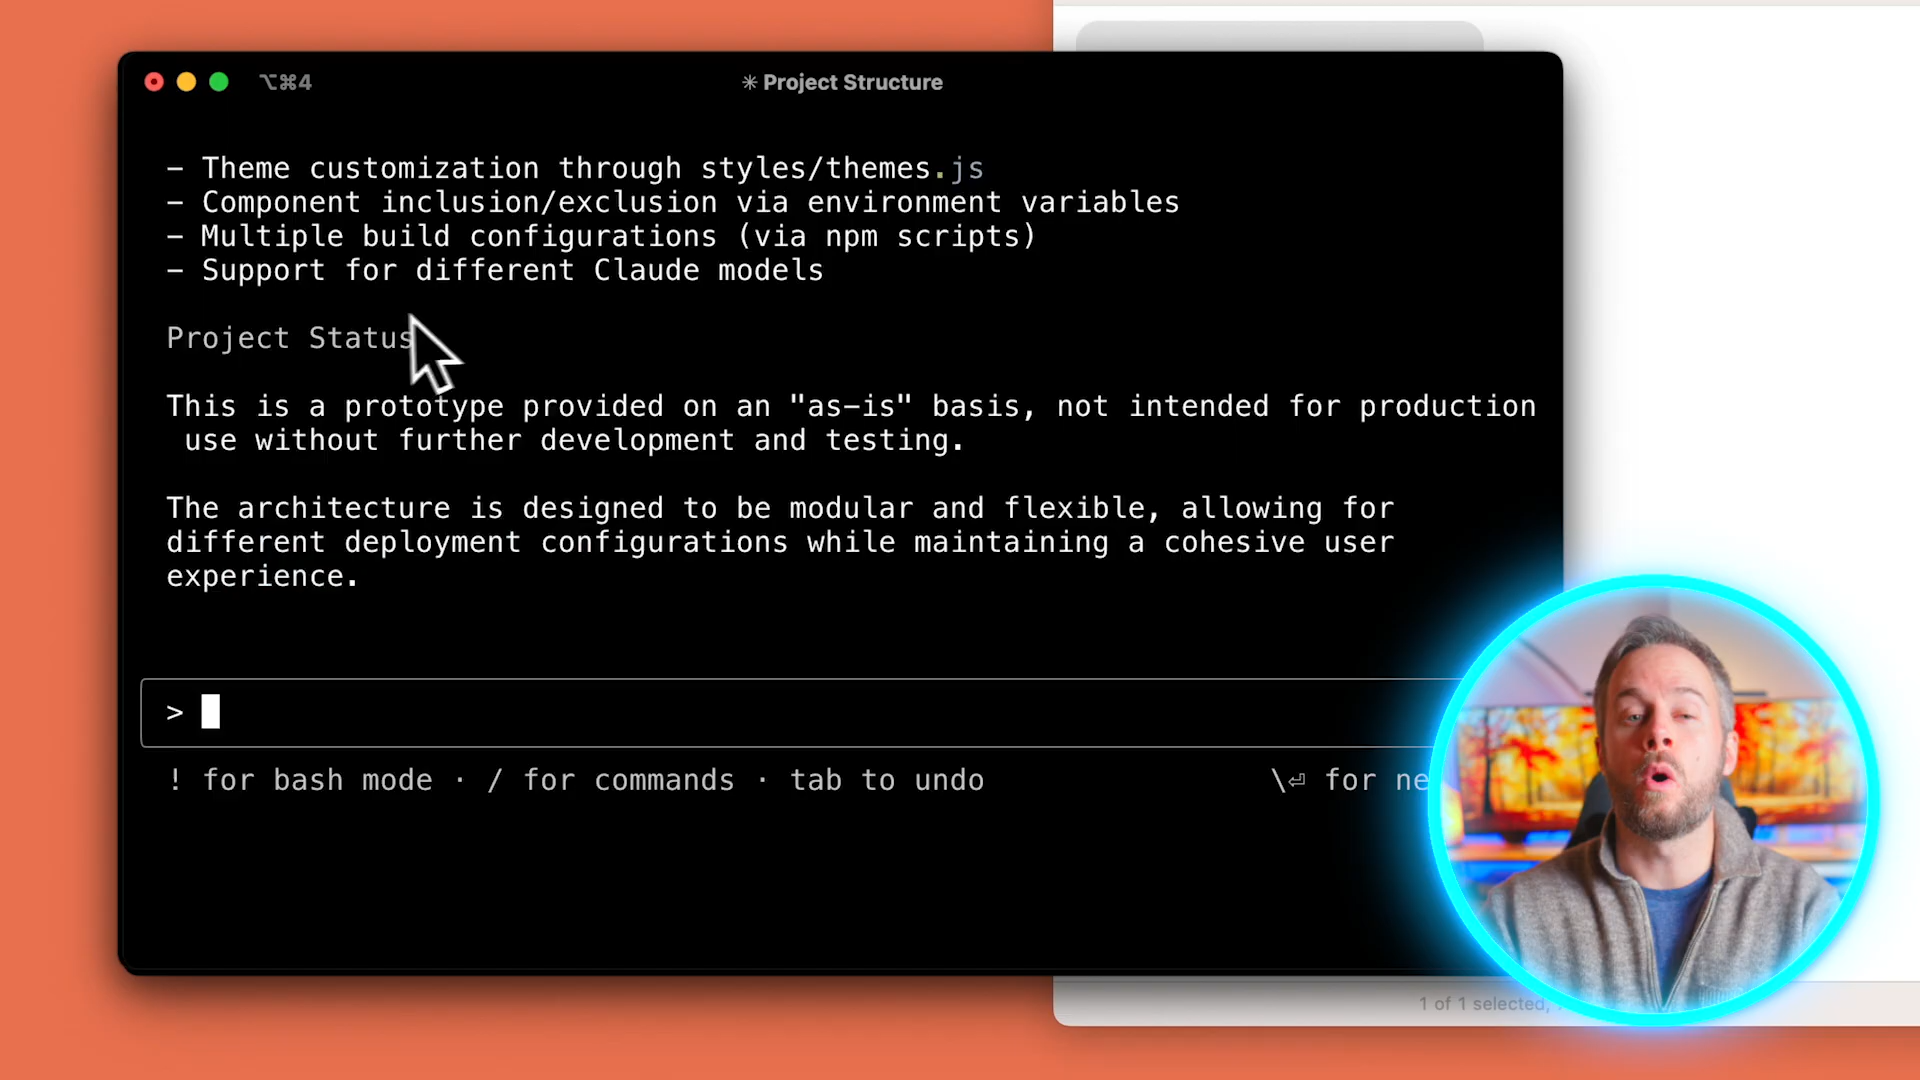 ⌥⌘4
✳ Project Structure
- Theme customization through styles/themes.js
- Component inclusion/exclusion via environment variables
- Multiple build configurations (via npm scripts)
- Support for different Claude models
Project Status
This is a prototype provided on an "as-is" basis, not intended for production
use without further development and testing.
The architecture is designed to be modular and flexible, allowing for
different deployment configurations while maintaining a cohesive user
experience.
>
! for bash mode · / for commands · tab to undo
\⏎ for ne
1 of 1 selected,